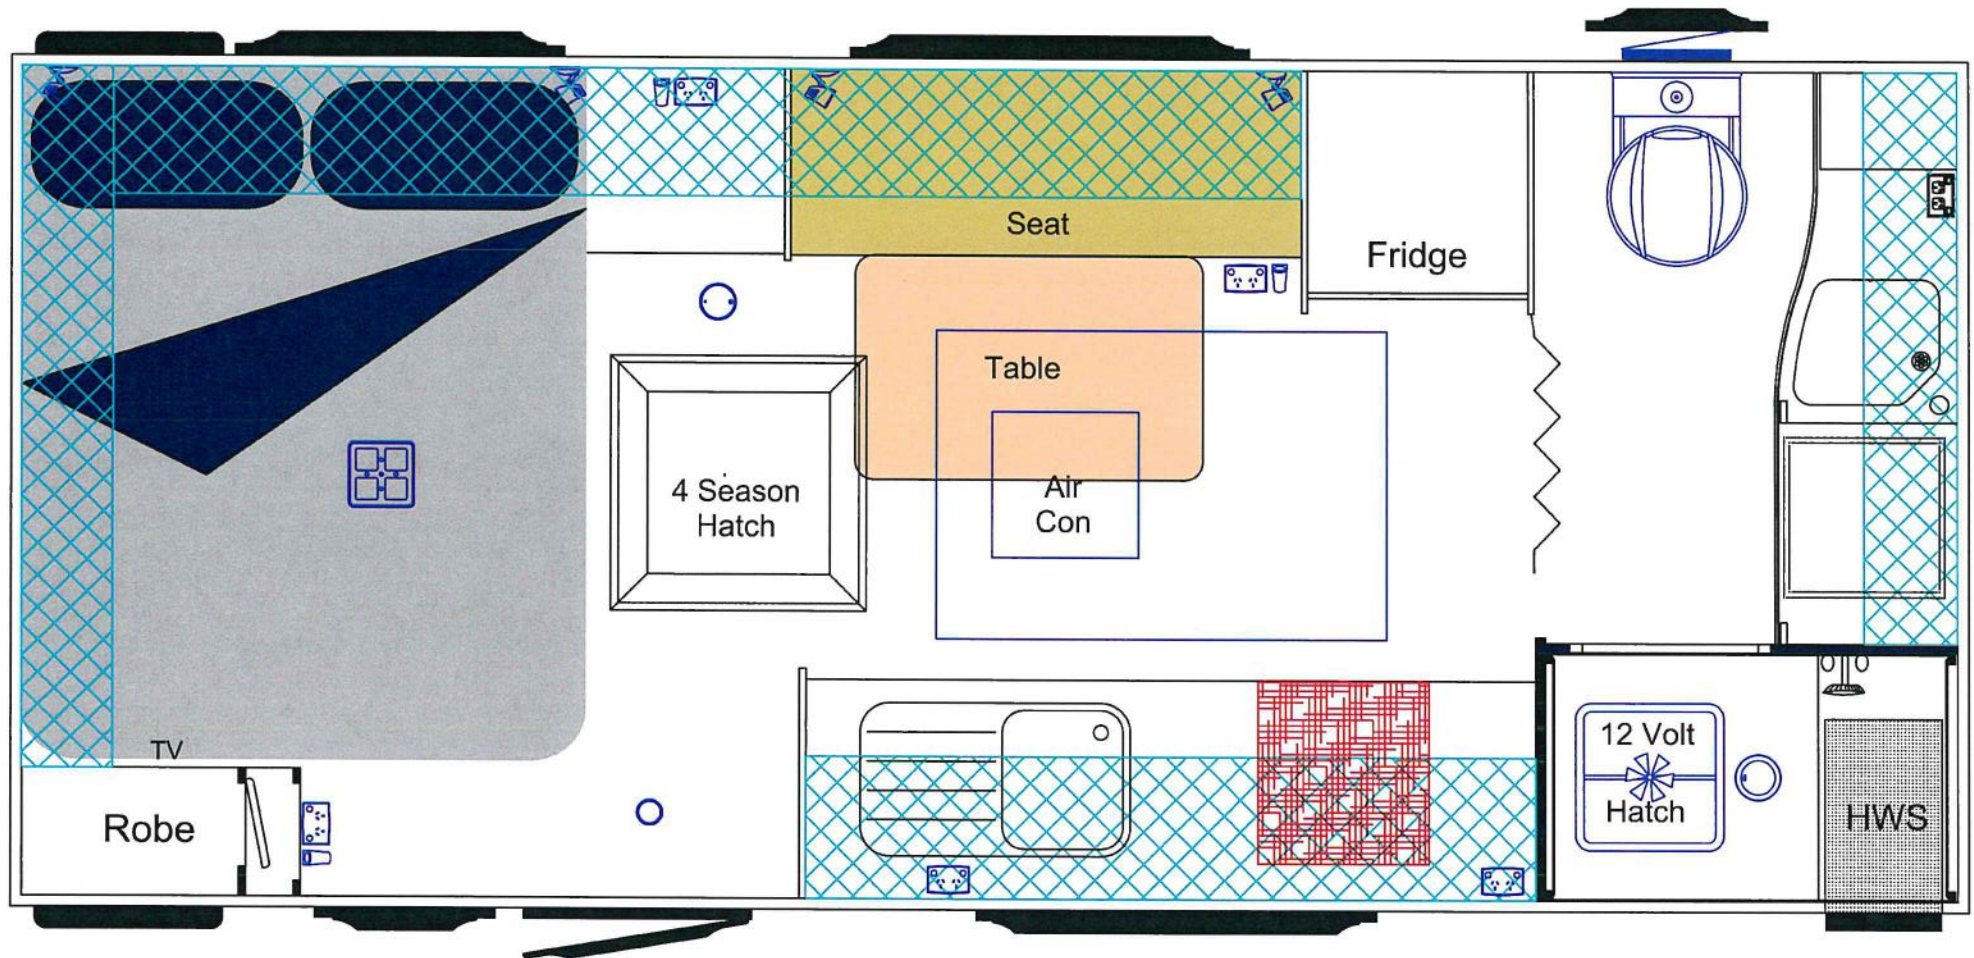 Seat
Fridge
Table
4 Season
Hatch
Air
Con
TV
Robe
12 Volt
Hatch
HWS